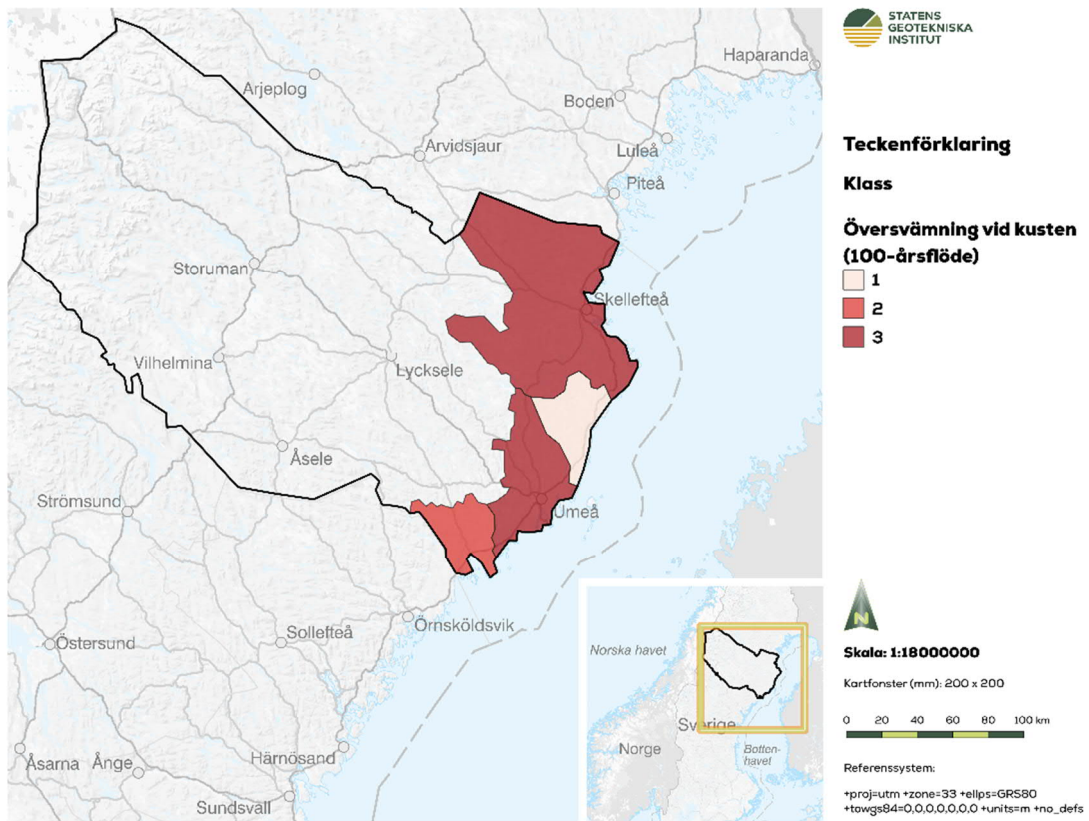 STATENS
GEOTEKNISKA
INSTITUT
Haparanda
Arjeplog
Boden
Arvidsjaur
Luleå
Piteå
Storuman
Skellefteå
Vilhelmina
Lycksele
Åsele
Strömsund
Umeå
Örnsköldsvik
Sollefteå
Östersund
Härnösand
Åsarna
Ånge
Sundsvall
Teckenförklaring
Klass
Översvämning vid kusten
(100-årsflöde)
1
2
3
Norska havet
Sverige
Norge
Botten-
havet
N
Skala: 1:18000000
Kartfonster (mm): 200 x 200
0 20 40 60 80 100 km
Referenssystem:
+proj=utm +zone=33 +ellps=GRS80
+towgs84=0,0,0,0,0,0,0 +units=m +no_defs